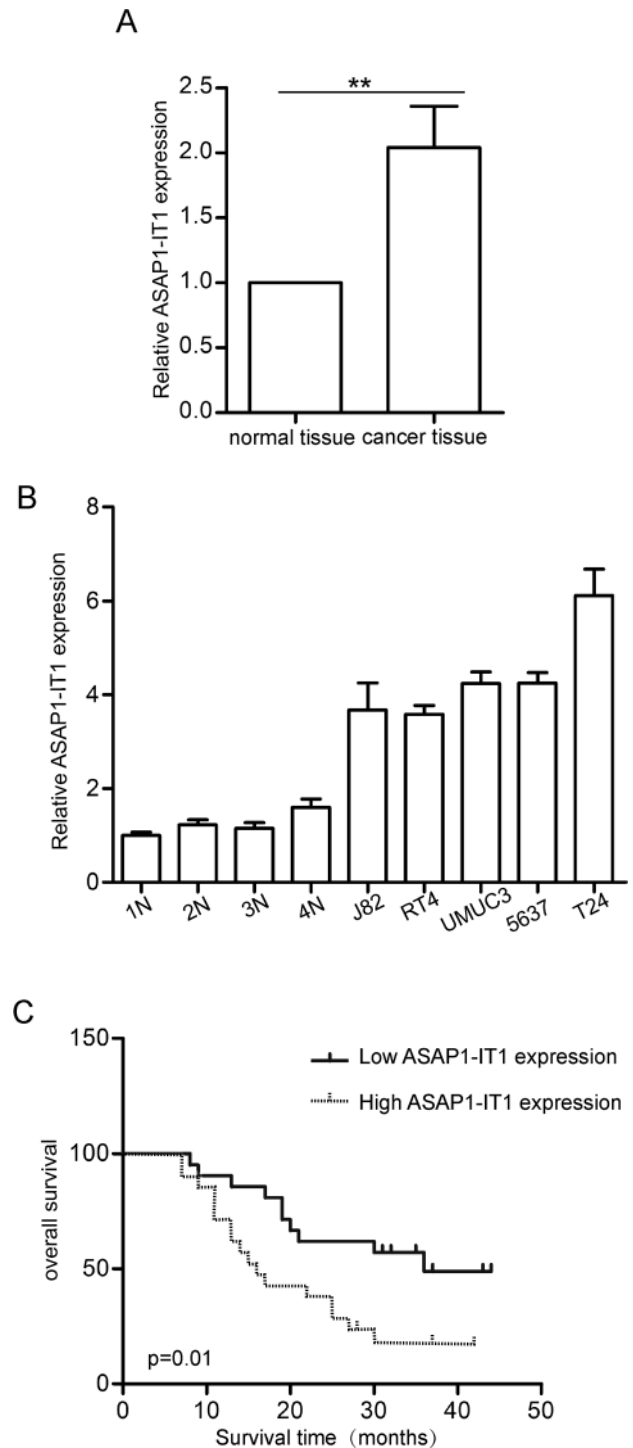 A
Relative ASAP1-IT1 expression
2.5
2.0
1.5
1.0
0.5
0.0
**
normal tissue cancer tissue
B
Relative ASAP1-IT1 expression
8
6
4
2
0
1N 2N 3N 4N J82 RT4 UMUC3 5637 T24
C
overall survival
150
100
50
0
Low ASAP1-IT1 expression
High ASAP1-IT1 expression
p=0.01
0 10 20 30 40 50
Survival time（months）